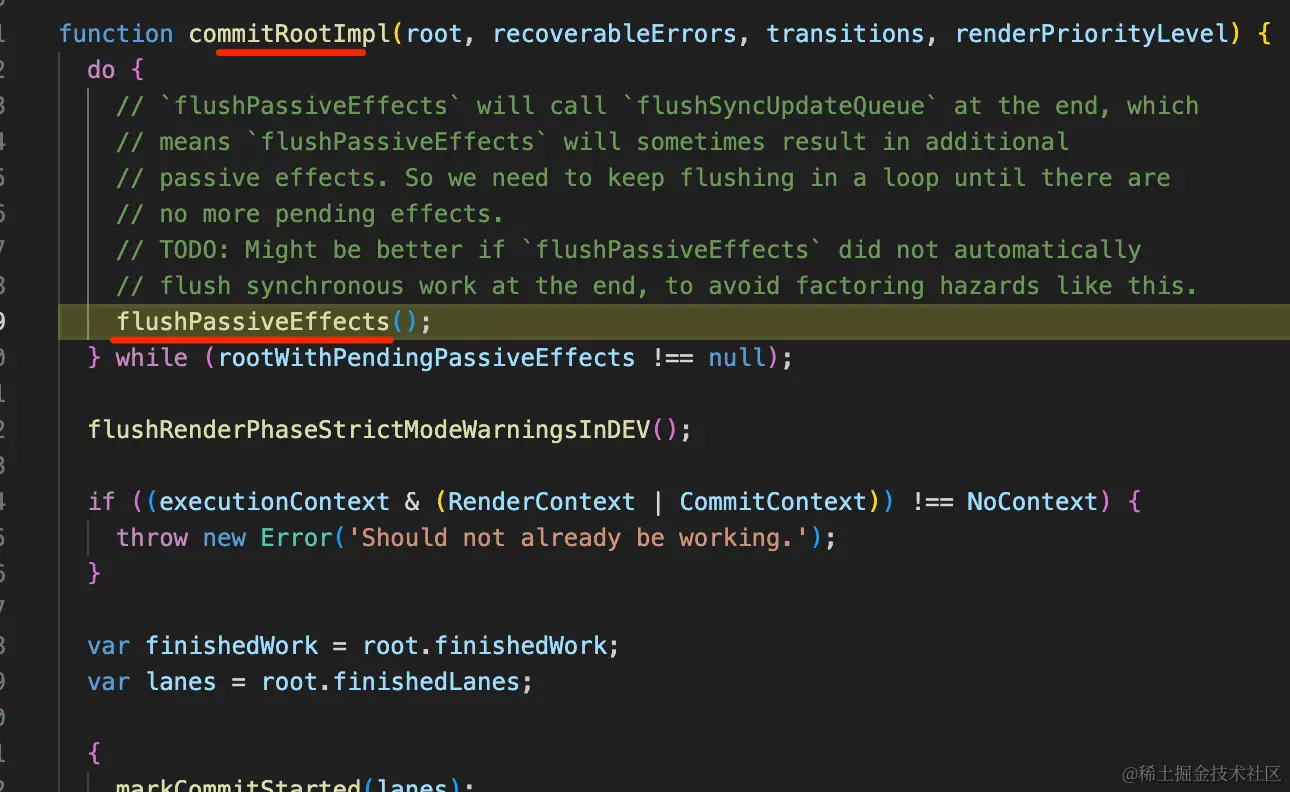 function commitRootImpl(root, recoverableErrors, transitions, renderPriorityLevel) {
do {
// `flushPassiveEffects` will call `flushSyncUpdateQueue` at the end, which
// means `flushPassiveEffects` will sometimes result in additional
// passive effects. So we need to keep flushing in a loop until there are
// no more pending effects.
// TODO: Might be better if `flushPassiveEffects` did not automatically
// flush synchronous work at the end, to avoid factoring hazards like this.
flushPassiveEffects();
} while (rootWithPendingPassiveEffects !== null);
flushRenderPhaseStrictModeWarningsInDEV();
if ((executionContext & (RenderContext | CommitContext)) !== NoContext) {
throw new Error('Should not already be working.');
}
var finishedWork = root.finishedWork;
var lanes = root.finishedLanes;
{
markCommitStarted(lanes);
@稀土掘金技术社区